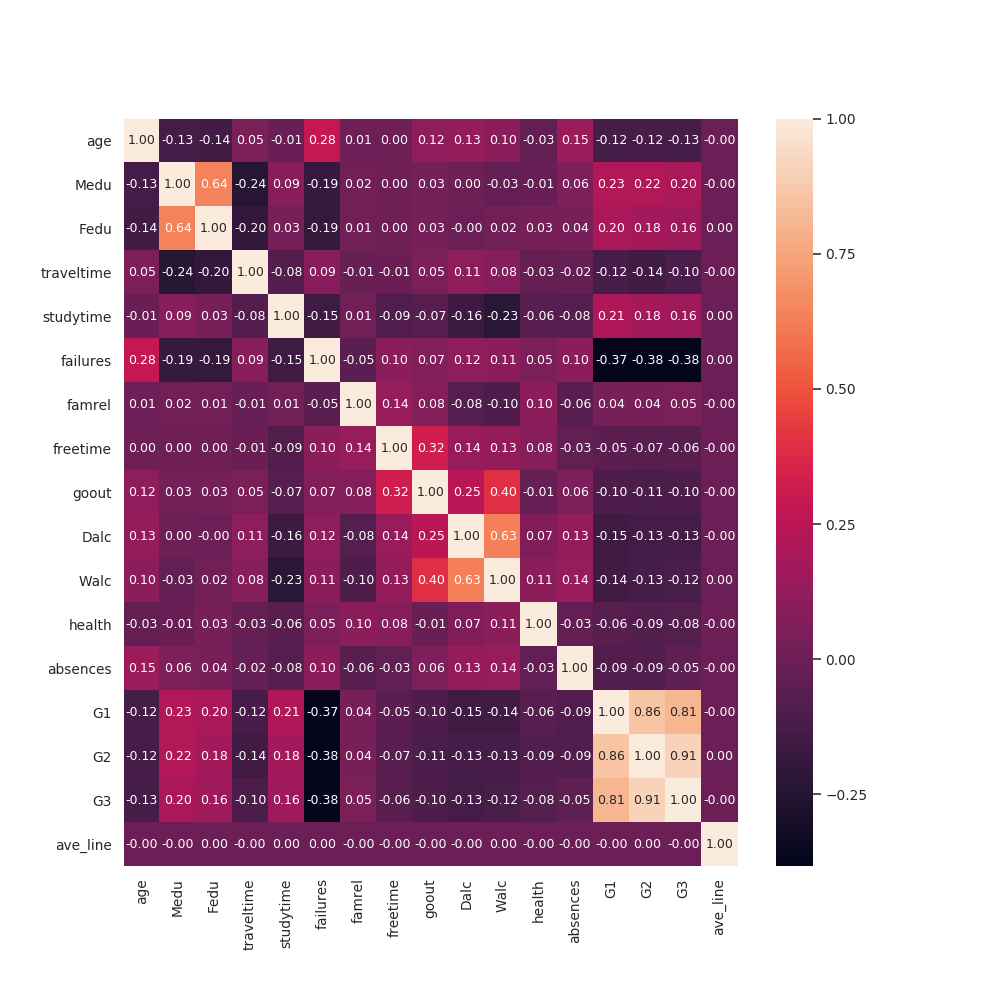 age 1.00 -0.13 -0.14 0.05 -0.01 0.28 0.01 0.00 0.12 0.13 0.10 -0.03 0.15 -0.12 -0.12 -0.13 -0.00
Medu -0.13 1.00 0.64 -0.24 0.09 -0.19 0.02 0.00 0.03 0.00 -0.03 -0.01 0.06 0.23 0.22 0.20 -0.00
Fedu -0.14 0.64 1.00 -0.20 0.03 -0.19 0.01 0.00 0.03 -0.00 0.02 0.03 0.04 0.20 0.18 0.16 0.00
traveltime 0.05 -0.24 -0.20 1.00 -0.08 0.09 -0.01 -0.01 0.05 0.11 0.08 -0.03 -0.02 -0.12 -0.14 -0.10 -0.00
studytime -0.01 0.09 0.03 -0.08 1.00 -0.15 0.01 -0.09 -0.07 -0.16 -0.23 -0.06 -0.08 0.21 0.18 0.16 0.00
failures 0.28 -0.19 -0.19 0.09 -0.15 1.00 -0.05 0.10 0.07 0.12 0.11 0.05 0.10 -0.37 -0.38 -0.38 0.00
famrel 0.01 0.02 0.01 -0.01 0.01 -0.05 1.00 0.14 0.08 -0.08 -0.10 0.10 -0.06 0.04 0.04 0.05 -0.00
freetime 0.00 0.00 0.00 -0.01 -0.09 0.10 0.14 1.00 0.32 0.14 0.13 0.08 -0.03 -0.05 -0.07 -0.06 -0.00
goout 0.12 0.03 0.03 0.05 -0.07 0.07 0.08 0.32 1.00 0.25 0.40 -0.01 0.06 -0.10 -0.11 -0.10 -0.00
Dalc 0.13 0.00 -0.00 0.11 -0.16 0.12 -0.08 0.14 0.25 1.00 0.63 0.07 0.13 -0.15 -0.13 -0.13 -0.00
Walc 0.10 -0.03 0.02 0.08 -0.23 0.11 -0.10 0.13 0.40 0.63 1.00 0.11 0.14 -0.14 -0.13 -0.12 0.00
health -0.03 -0.01 0.03 -0.03 -0.06 0.05 0.10 0.08 -0.01 0.07 0.11 1.00 -0.03 -0.06 -0.09 -0.08 -0.00
absences 0.15 0.06 0.04 -0.02 -0.08 0.10 -0.06 -0.03 0.06 0.13 0.14 -0.03 1.00 -0.09 -0.09 -0.05 -0.00
G1 -0.12 0.23 0.20 -0.12 0.21 -0.37 0.04 -0.05 -0.10 -0.15 -0.14 -0.06 -0.09 1.00 0.86 0.81 -0.00
G2 -0.12 0.22 0.18 -0.14 0.18 -0.38 0.04 -0.07 -0.11 -0.13 -0.13 -0.09 -0.09 0.86 1.00 0.91 0.00
G3 -0.13 0.20 0.16 -0.10 0.16 -0.38 0.05 -0.06 -0.10 -0.13 -0.12 -0.08 -0.05 0.81 0.91 1.00 -0.00
ave_line -0.00 -0.00 0.00 -0.00 0.00 0.00 -0.00 -0.00 -0.00 -0.00 0.00 -0.00 -0.00 -0.00 0.00 -0.00 1.00
age Medu Fedu traveltime studytime failures famrel freetime goout Dalc Walc health absences G1 G2 G3 ave_line
1.00
0.75
0.50
0.25
0.00
−0.25